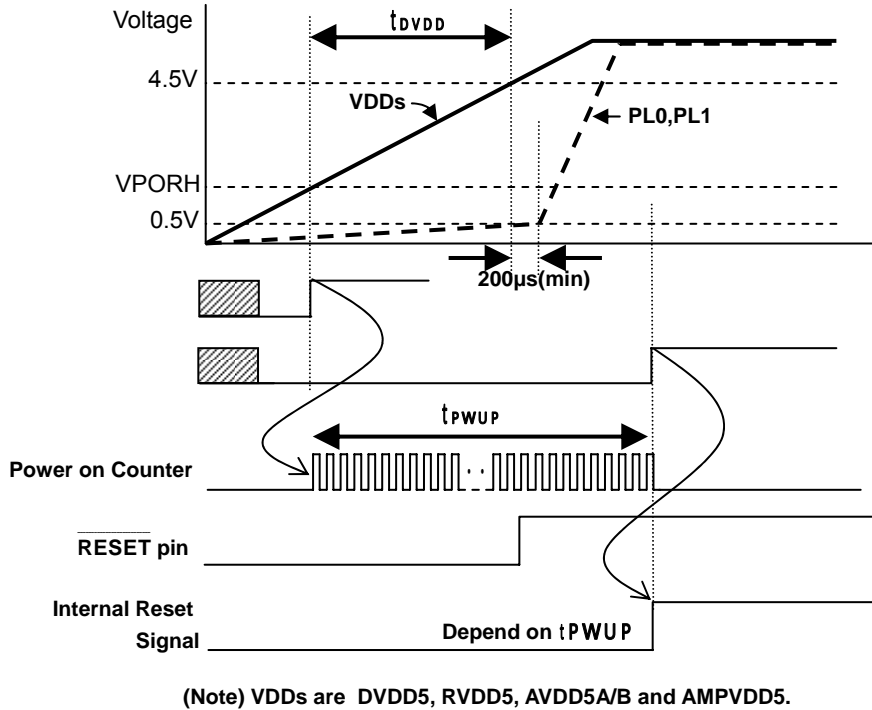 Voltage
tDVDD
4.5V
VDDs
PL0,PL1
VPORH
0.5V
200μs(min)
tPWUP
Power on Counter
RESET pin
Internal Reset
Signal
Depend on tPWUP
(Note) VDDs are DVDD5, RVDD5, AVDD5A/B and AMPVDD5.